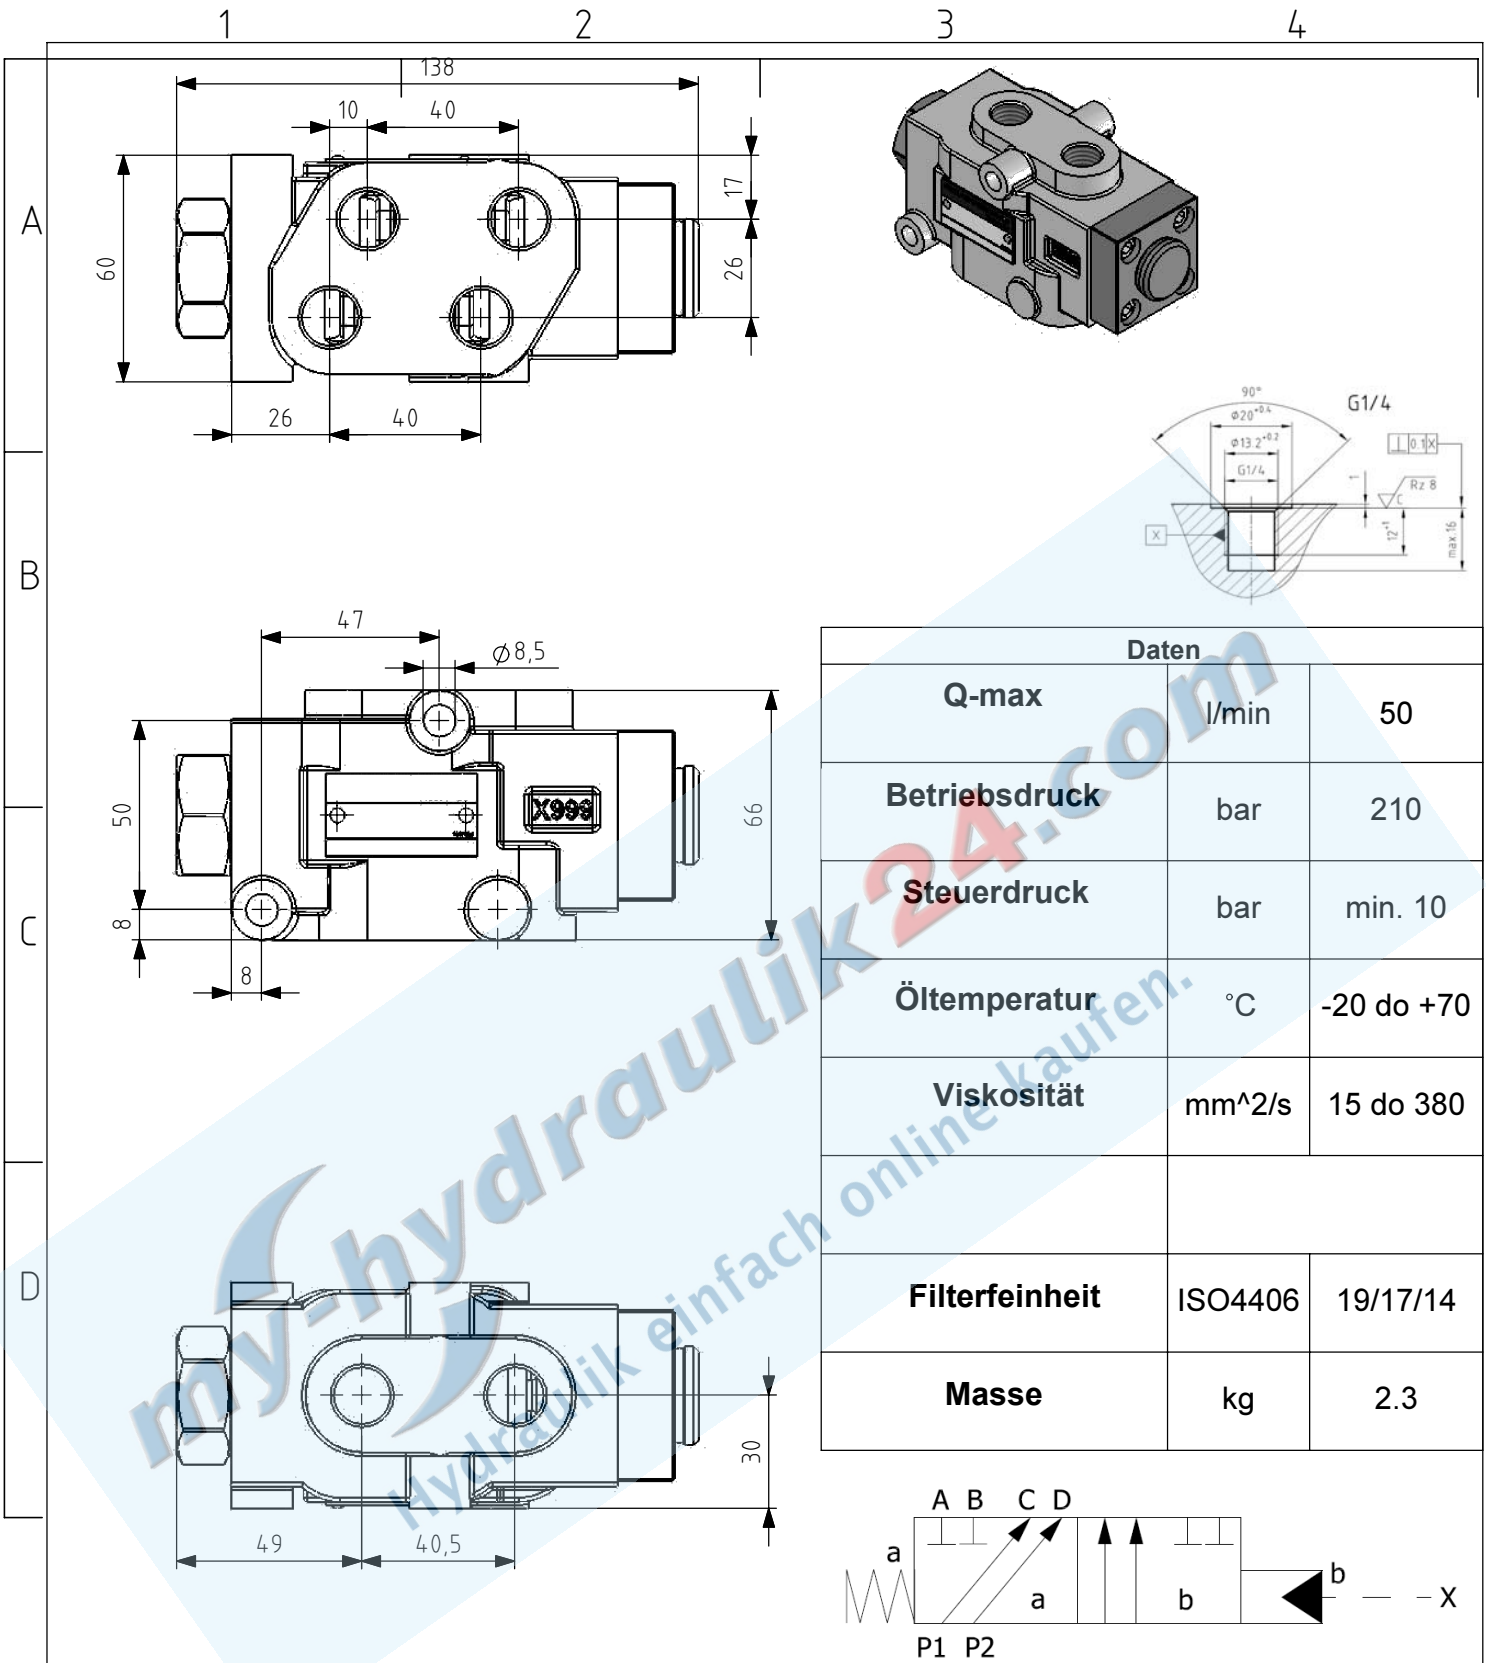 1 2 3 4
A
B
C
D
138
10 40
17
26
60
26 40
90°
G1/4
⌀20+0.4
⌀13.2+0.2
G1/4
⊥ 0.1 X
1
C Rz 8
X
12+1
max.16
47
⌀8,5
50
8
8
66
X999
49 40,5
30
Daten
Q-max l/min 50
Betriebsdruck bar 210
Steuerdruck bar min. 10
Öltemperatur °C -20 do +70
Viskosität mm^2/s 15 do 380
Filterfeinheit ISO4406 19/17/14
Masse kg 2.3
A B C D
a a b b X
P1 P2
my-hydraulik24.com
Hydraulik einfach online kaufen.